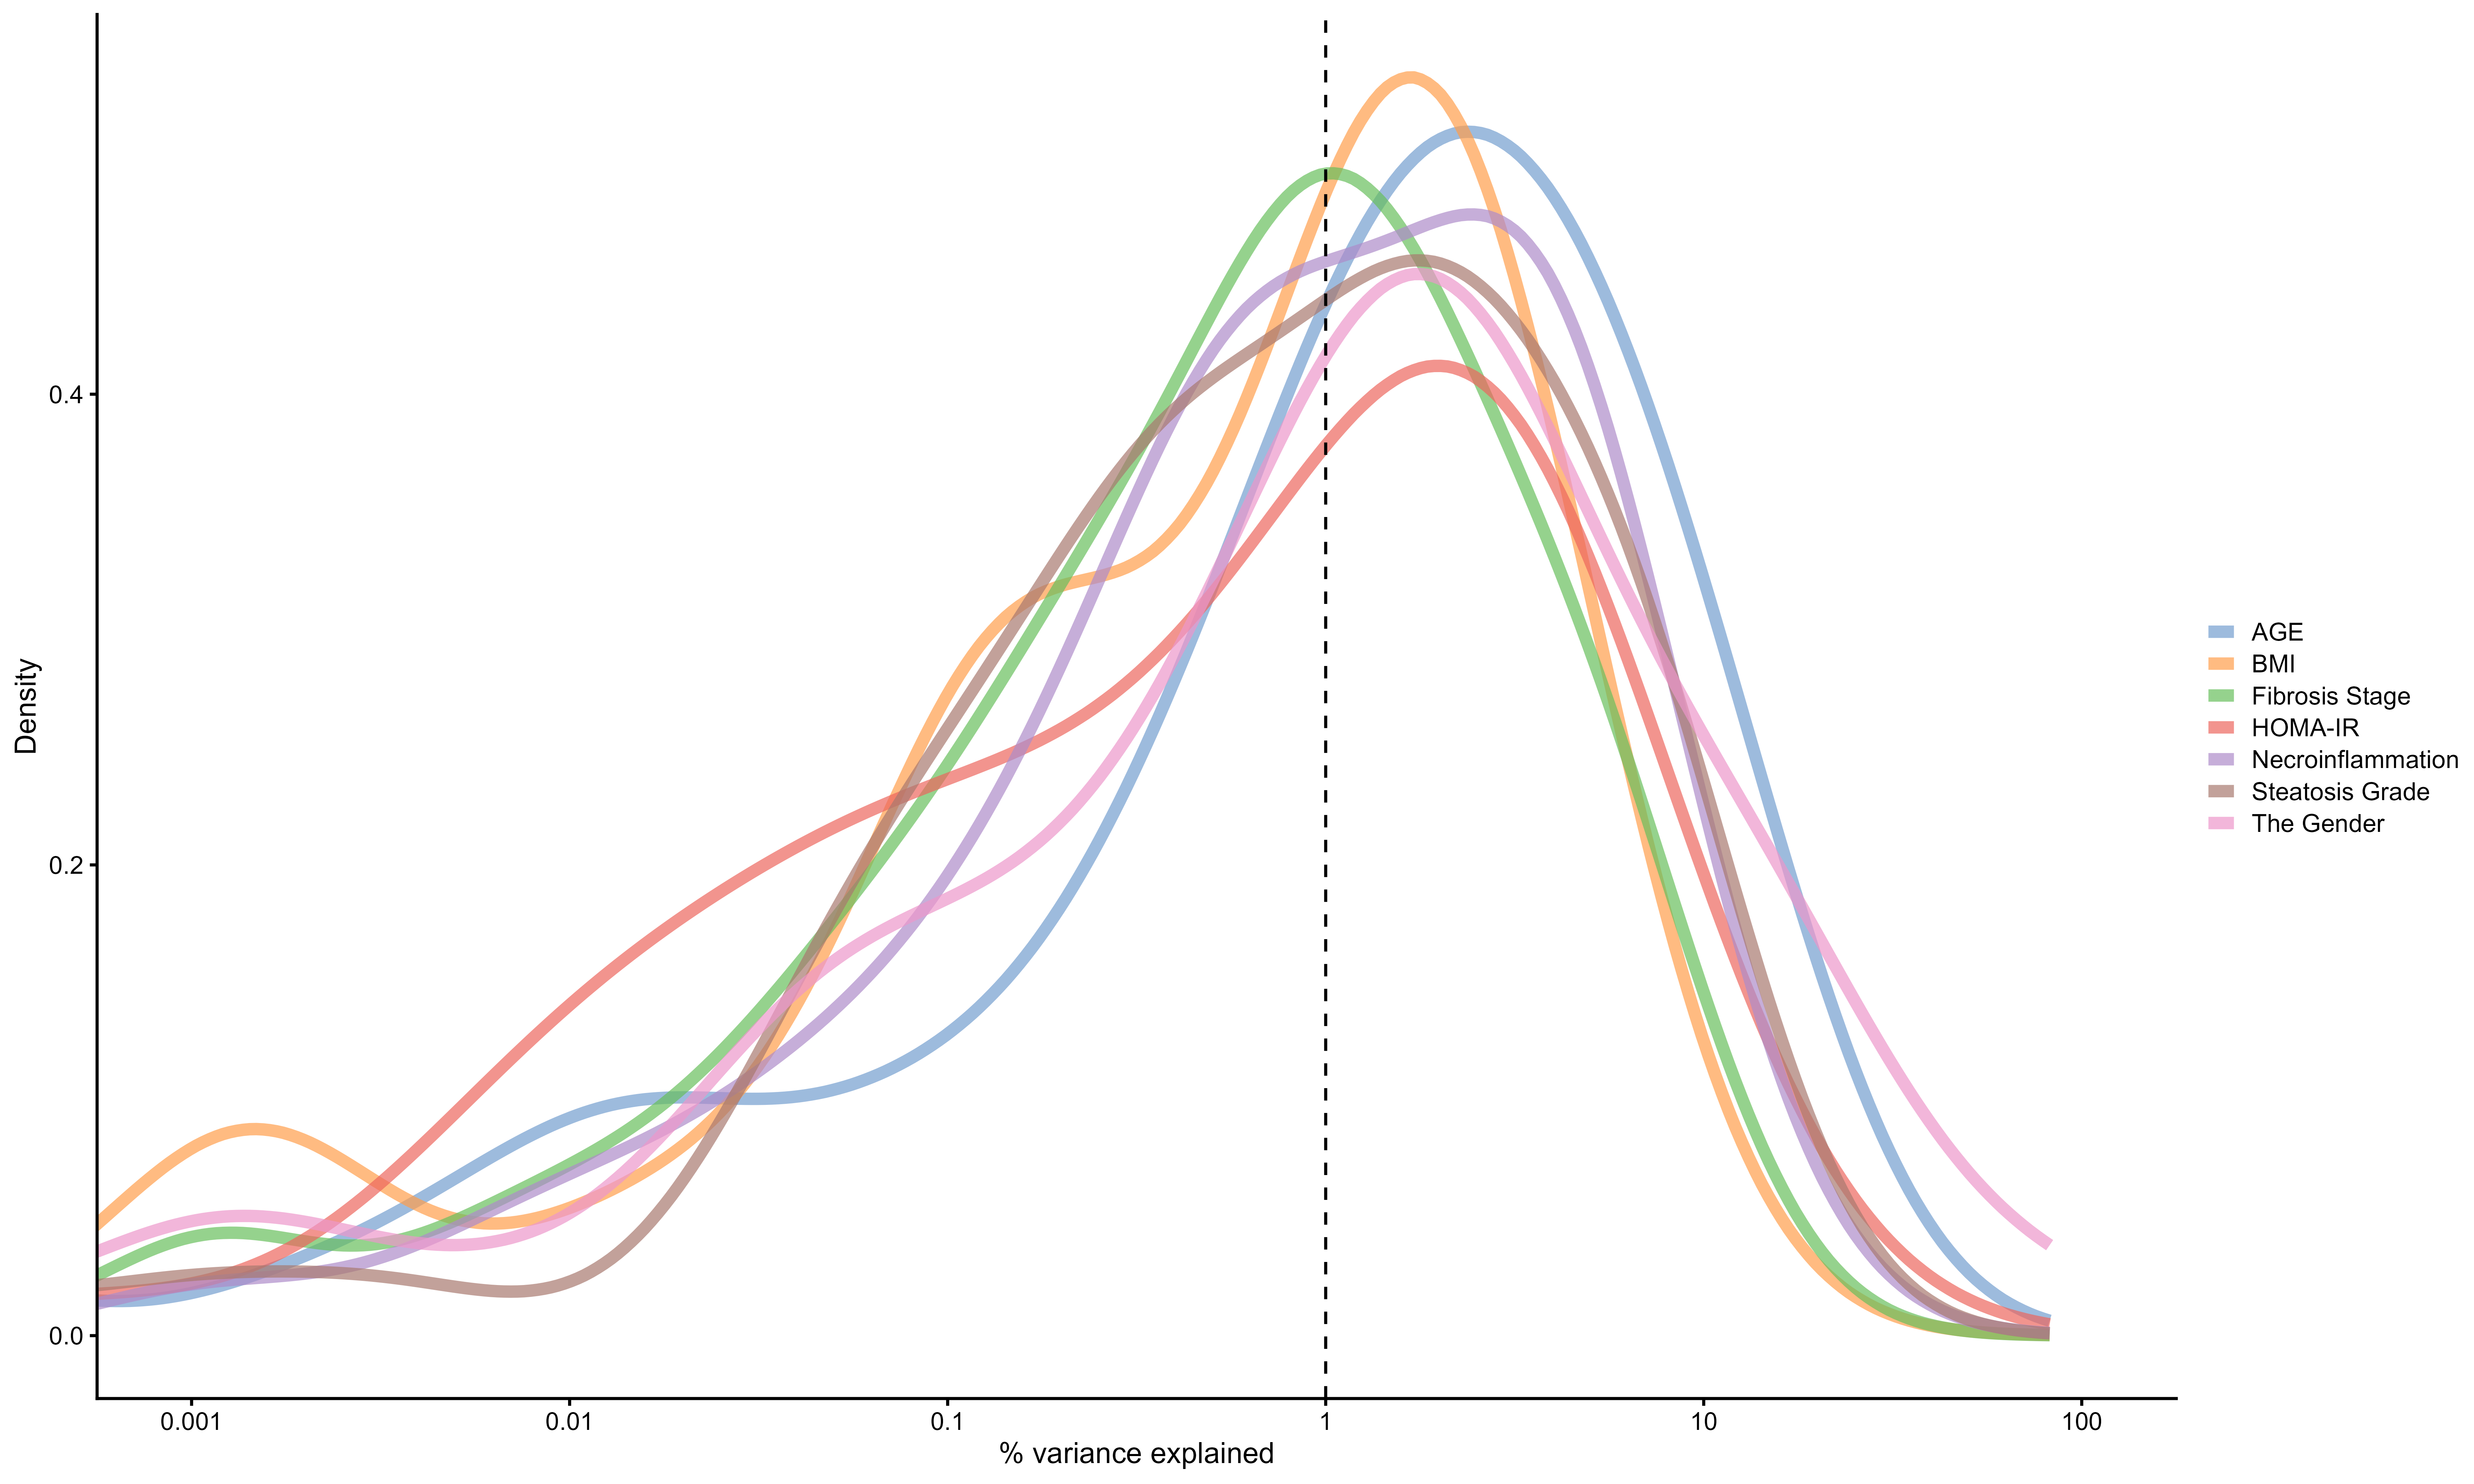 Density
0.4
0.2
0.0
0.001
0.01
0.1
1
10
100
% variance explained
AGE
BMI
Fibrosis Stage
HOMA-IR
Necroinflammation
Steatosis Grade
The Gender